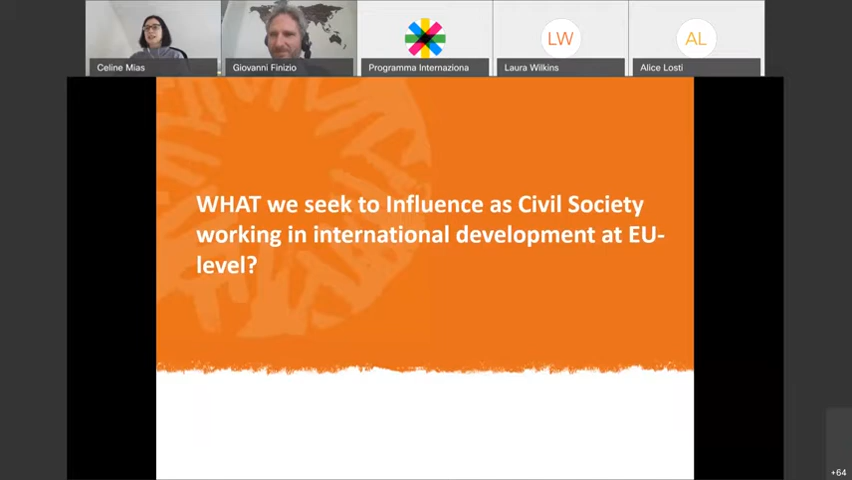 LW
AL
Celine Mias
Giovanni Finizio
Programma Internaziona
Laura Wilkins
Alice Losti
WHAT we seek to Influence as Civil Society
working in international development at EU-
level?
+64